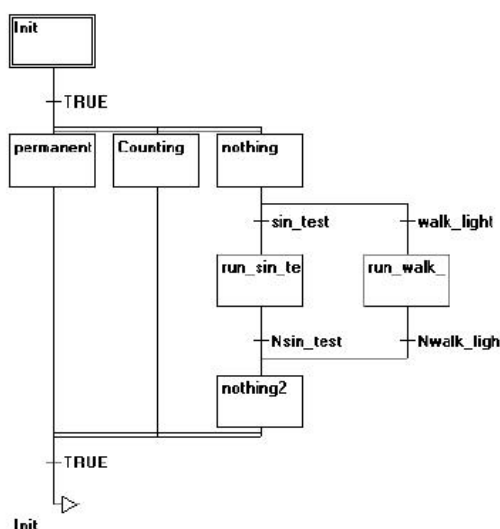 Init
TRUE
permanent Counting nothing
sin_test walk_light
run_sin_te run_walk_
Nsin_test Nwalk_ligh
nothing2
TRUE
Init